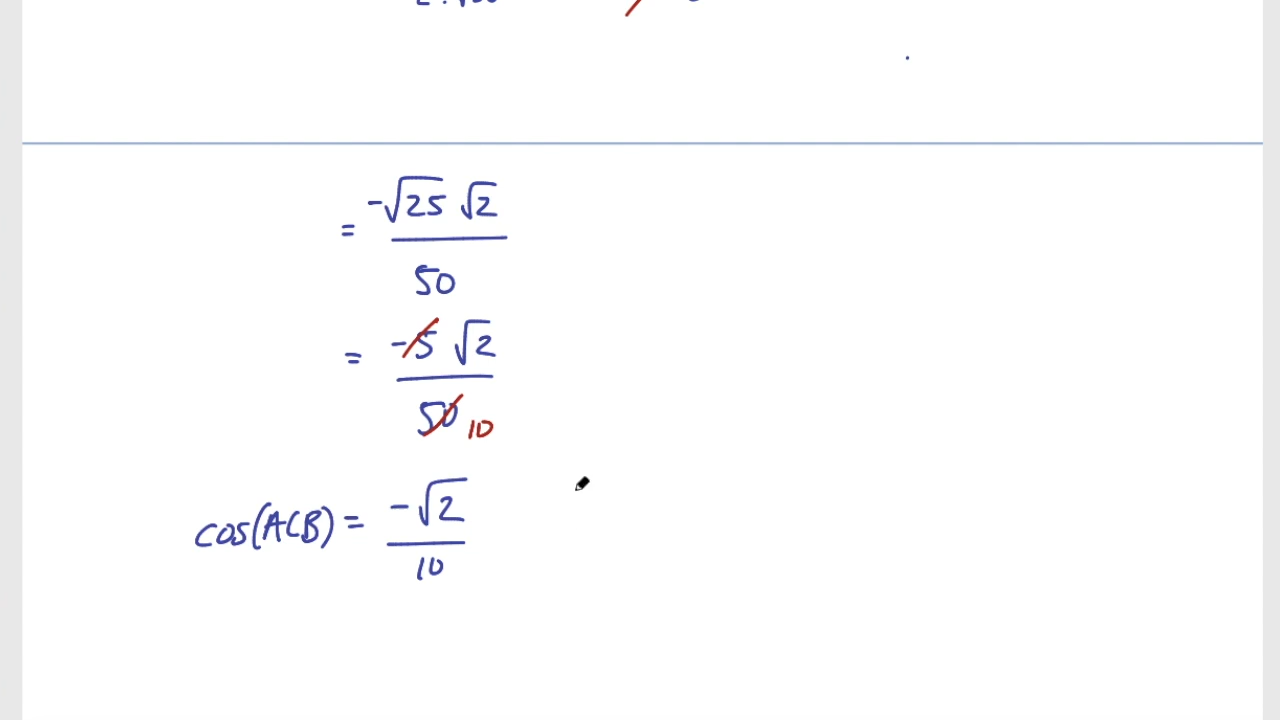 = -√25 √2
50
= -5 √2
50 10
cos(ACB) = -√2
10